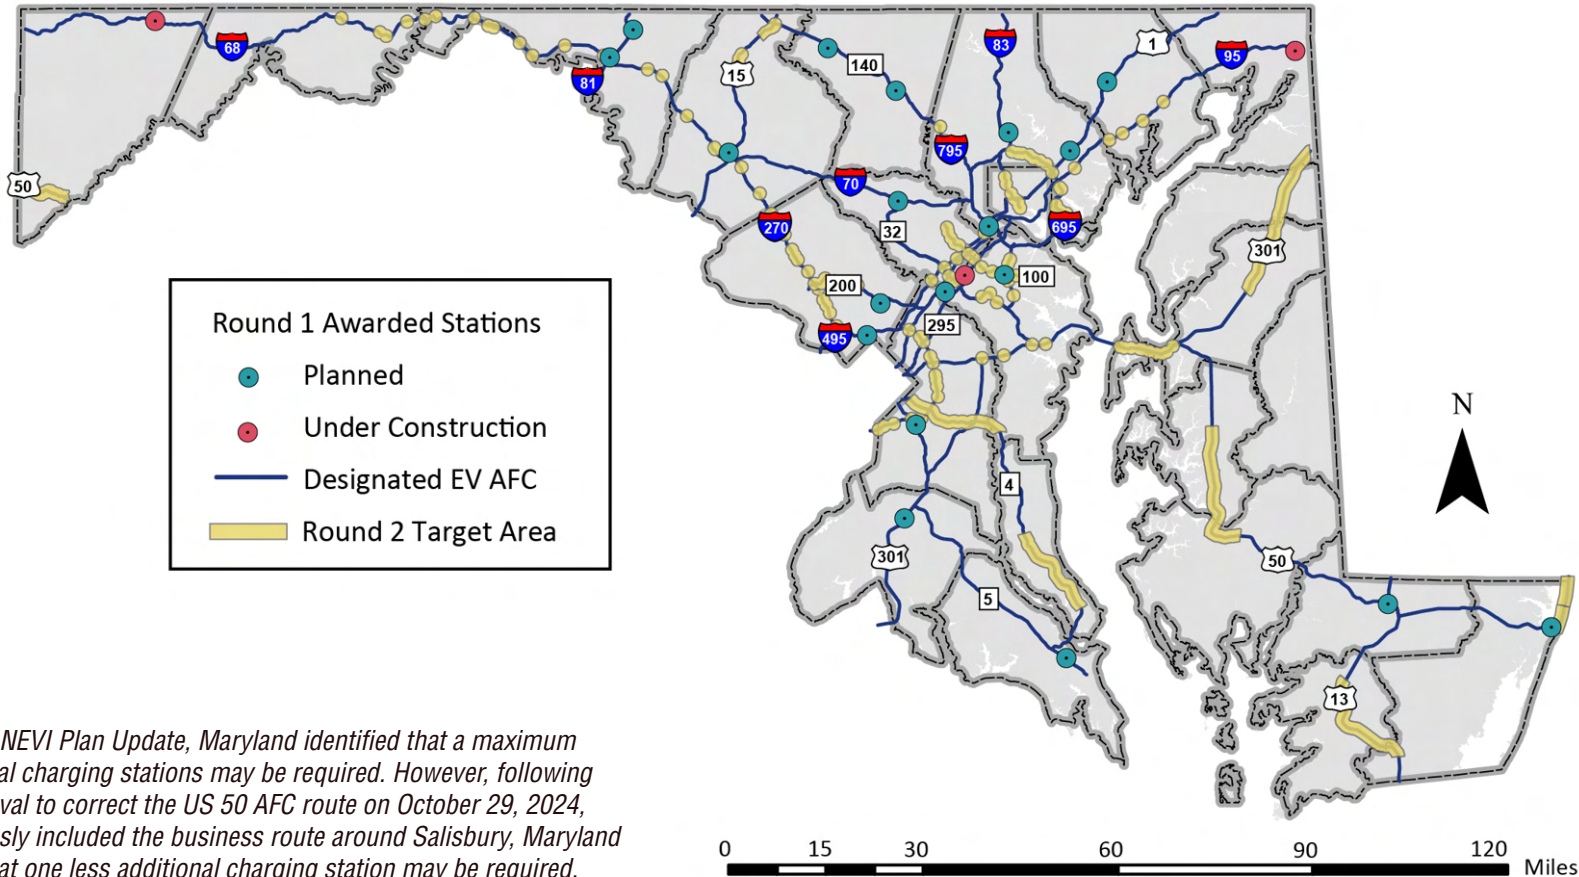 68
81
15
140
83
1
95
795
50
70
270
32
695
301
200
100
295
495
4
301
5
50
13
N
Round 1 Awarded Stations
Planned
Under Construction
Designated EV AFC
Round 2 Target Area
NEVI Plan Update, Maryland identified that a maximum
al charging stations may be required. However, following
val to correct the US 50 AFC route on October 29, 2024,
sly included the business route around Salisbury, Maryland
at one less additional charging station may be required.
0 15 30 60 90 120
Miles